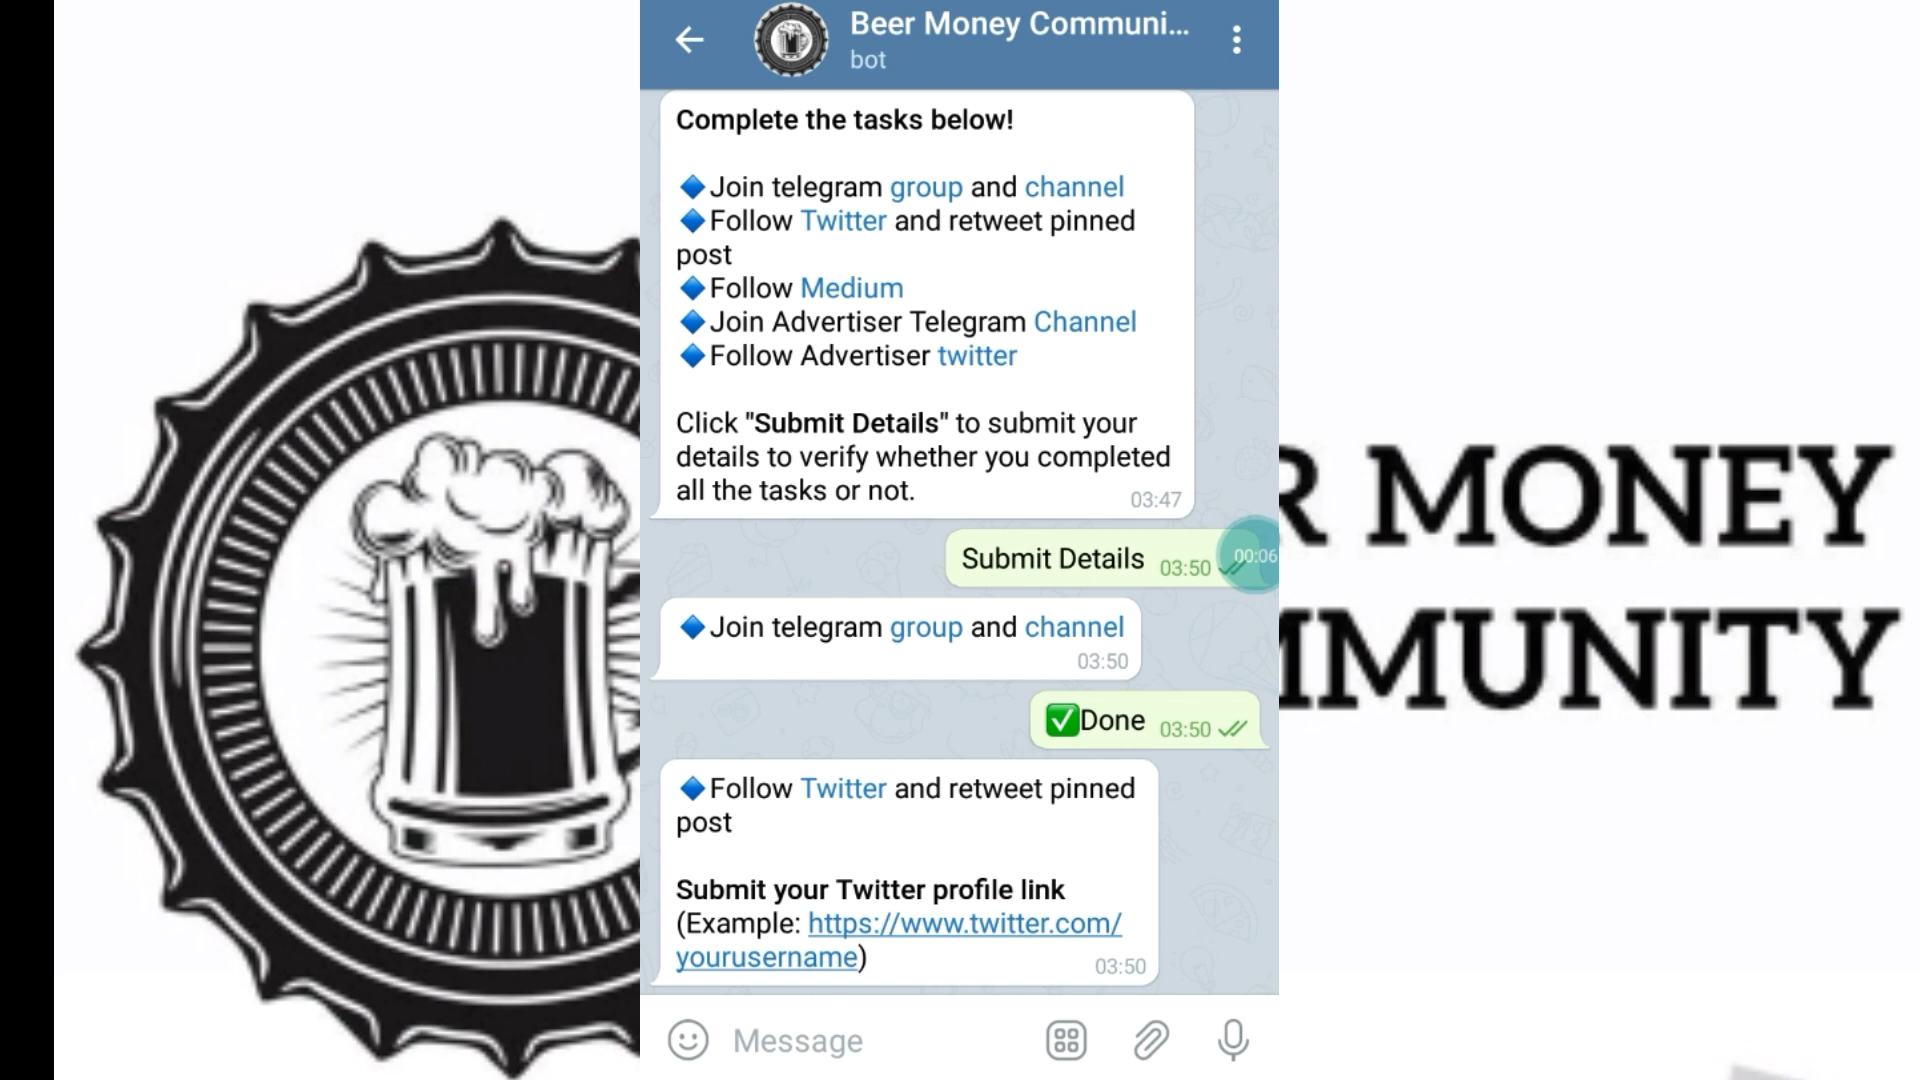 Beer Money Communi...
bot
Complete the tasks below!
🔷Join telegram group and channel
🔷Follow Twitter and retweet pinned
post
🔷Follow Medium
🔷Join Advertiser Telegram Channel
🔷Follow Advertiser twitter
Click "Submit Details" to submit your
details to verify whether you completed
all the tasks or not.
03:47
Submit Details 03:50
00:06
🔷Join telegram group and channel
03:50
✅Done 03:50
🔷Follow Twitter and retweet pinned
post
Submit your Twitter profile link
(Example: https://www.twitter.com/
yourusername)
03:50
Message
R MONEY
MMUNITY